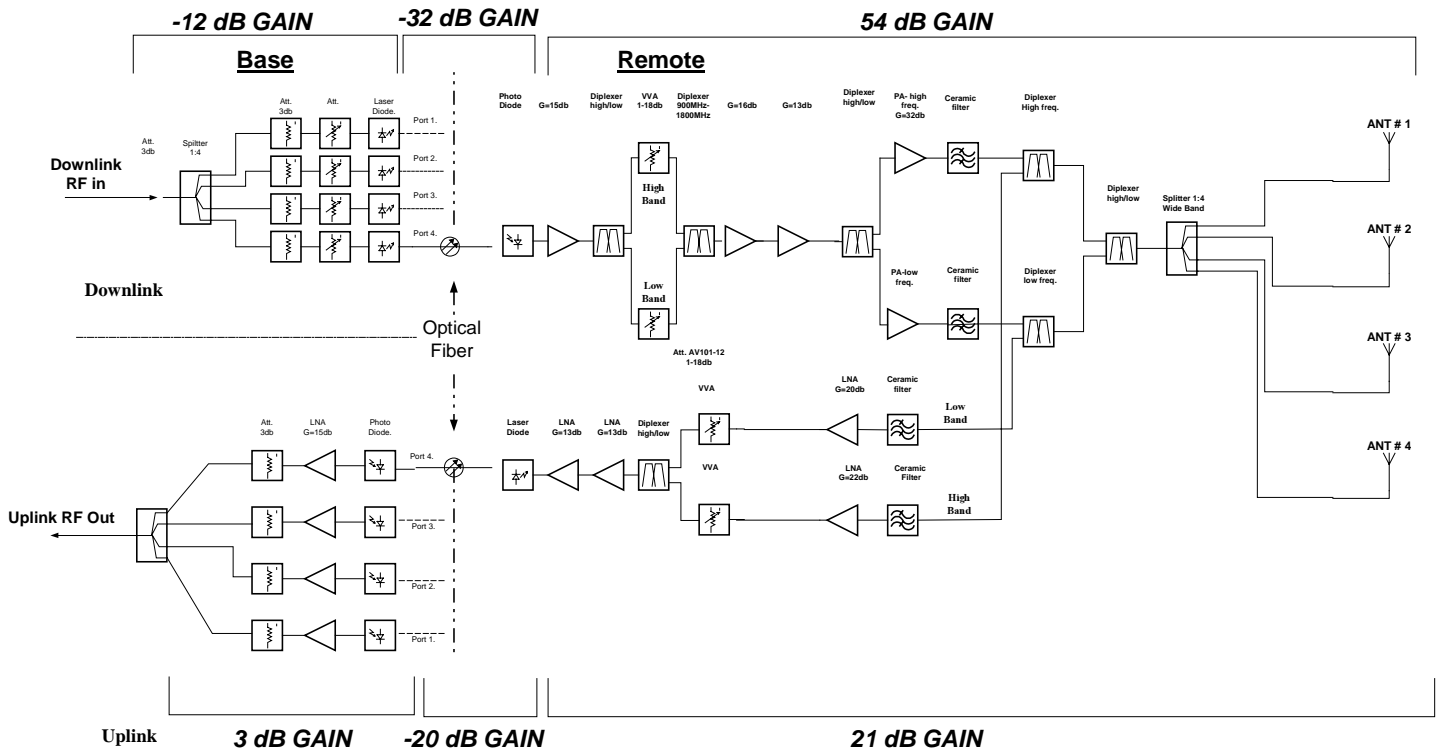 -12 dB GAIN
-32 dB GAIN
54 dB GAIN
Base
Remote
Att.
3db
Spiltter
1:4
Att.
3db
Att.
Laser
Diode.
Port 1.
Port 2.
Port 3.
Port 4.
Downlink
RF in
Downlink
Optical
Fiber
Photo
Diode
G=15db
Diplexer
high/low
VVA
1-18db
Diplexer
900MHz-
1800MHz
G=16db
G=13db
Diplexer
high/low
PA- high
freq.
G=32db
Ceramic
filter
Diplexer
High freq.
High
Band
Low
Band
PA-low
freq.
Ceramic
filter
Diplexer
low freq.
Diplexer
high/low
Splitter 1:4
Wide Band
ANT # 1
ANT # 2
ANT # 3
ANT # 4
Att. AV101-12
1-18db
VVA
LNA
G=20db
Ceramic
filter
Low
Band
Att.
3db
LNA
G=15db
Photo
Diode.
Port 4.
Laser
Diode
LNA
G=13db
LNA
G=13db
Diplexer
high/low
VVA
LNA
G=22db
Ceramic
Filter
High
Band
Uplink RF Out
Port 3.
Port 2.
Port 1.
Uplink
3 dB GAIN
-20 dB GAIN
21 dB GAIN